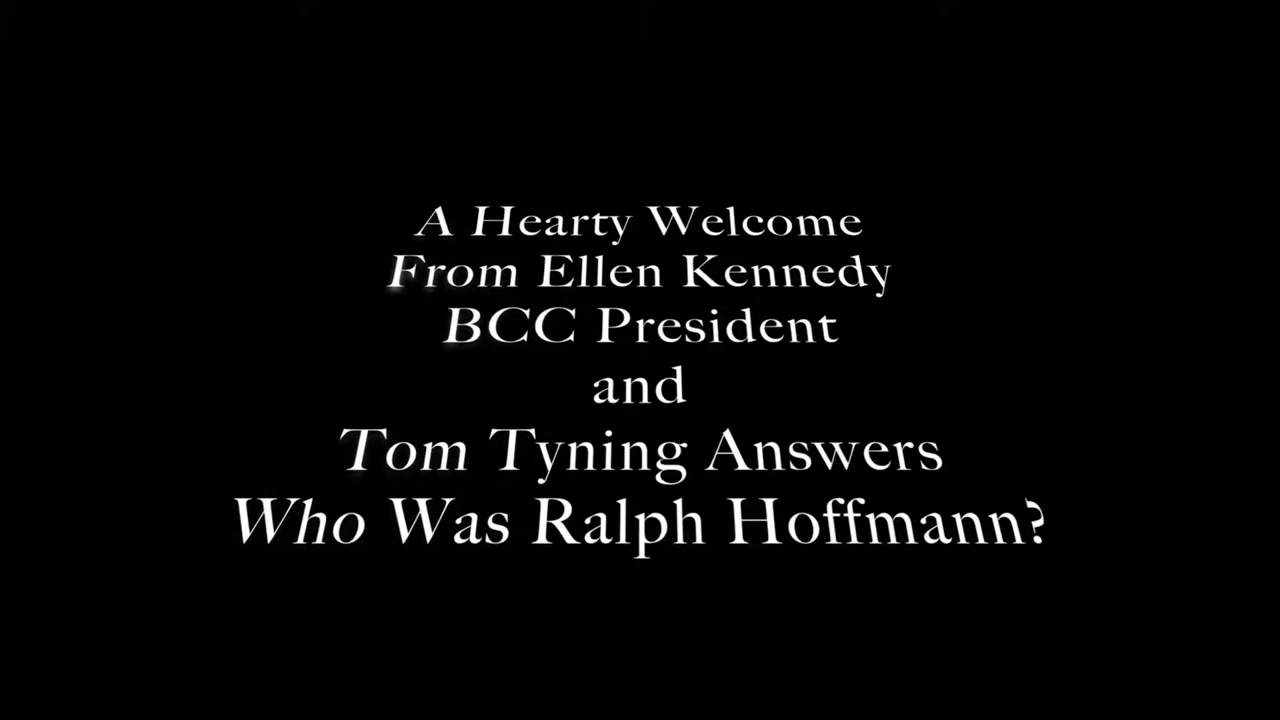 A Hearty Welcome
From Ellen Kennedy
BCC President
and
Tom Tyning Answers
Who Was Ralph Hoffmann?